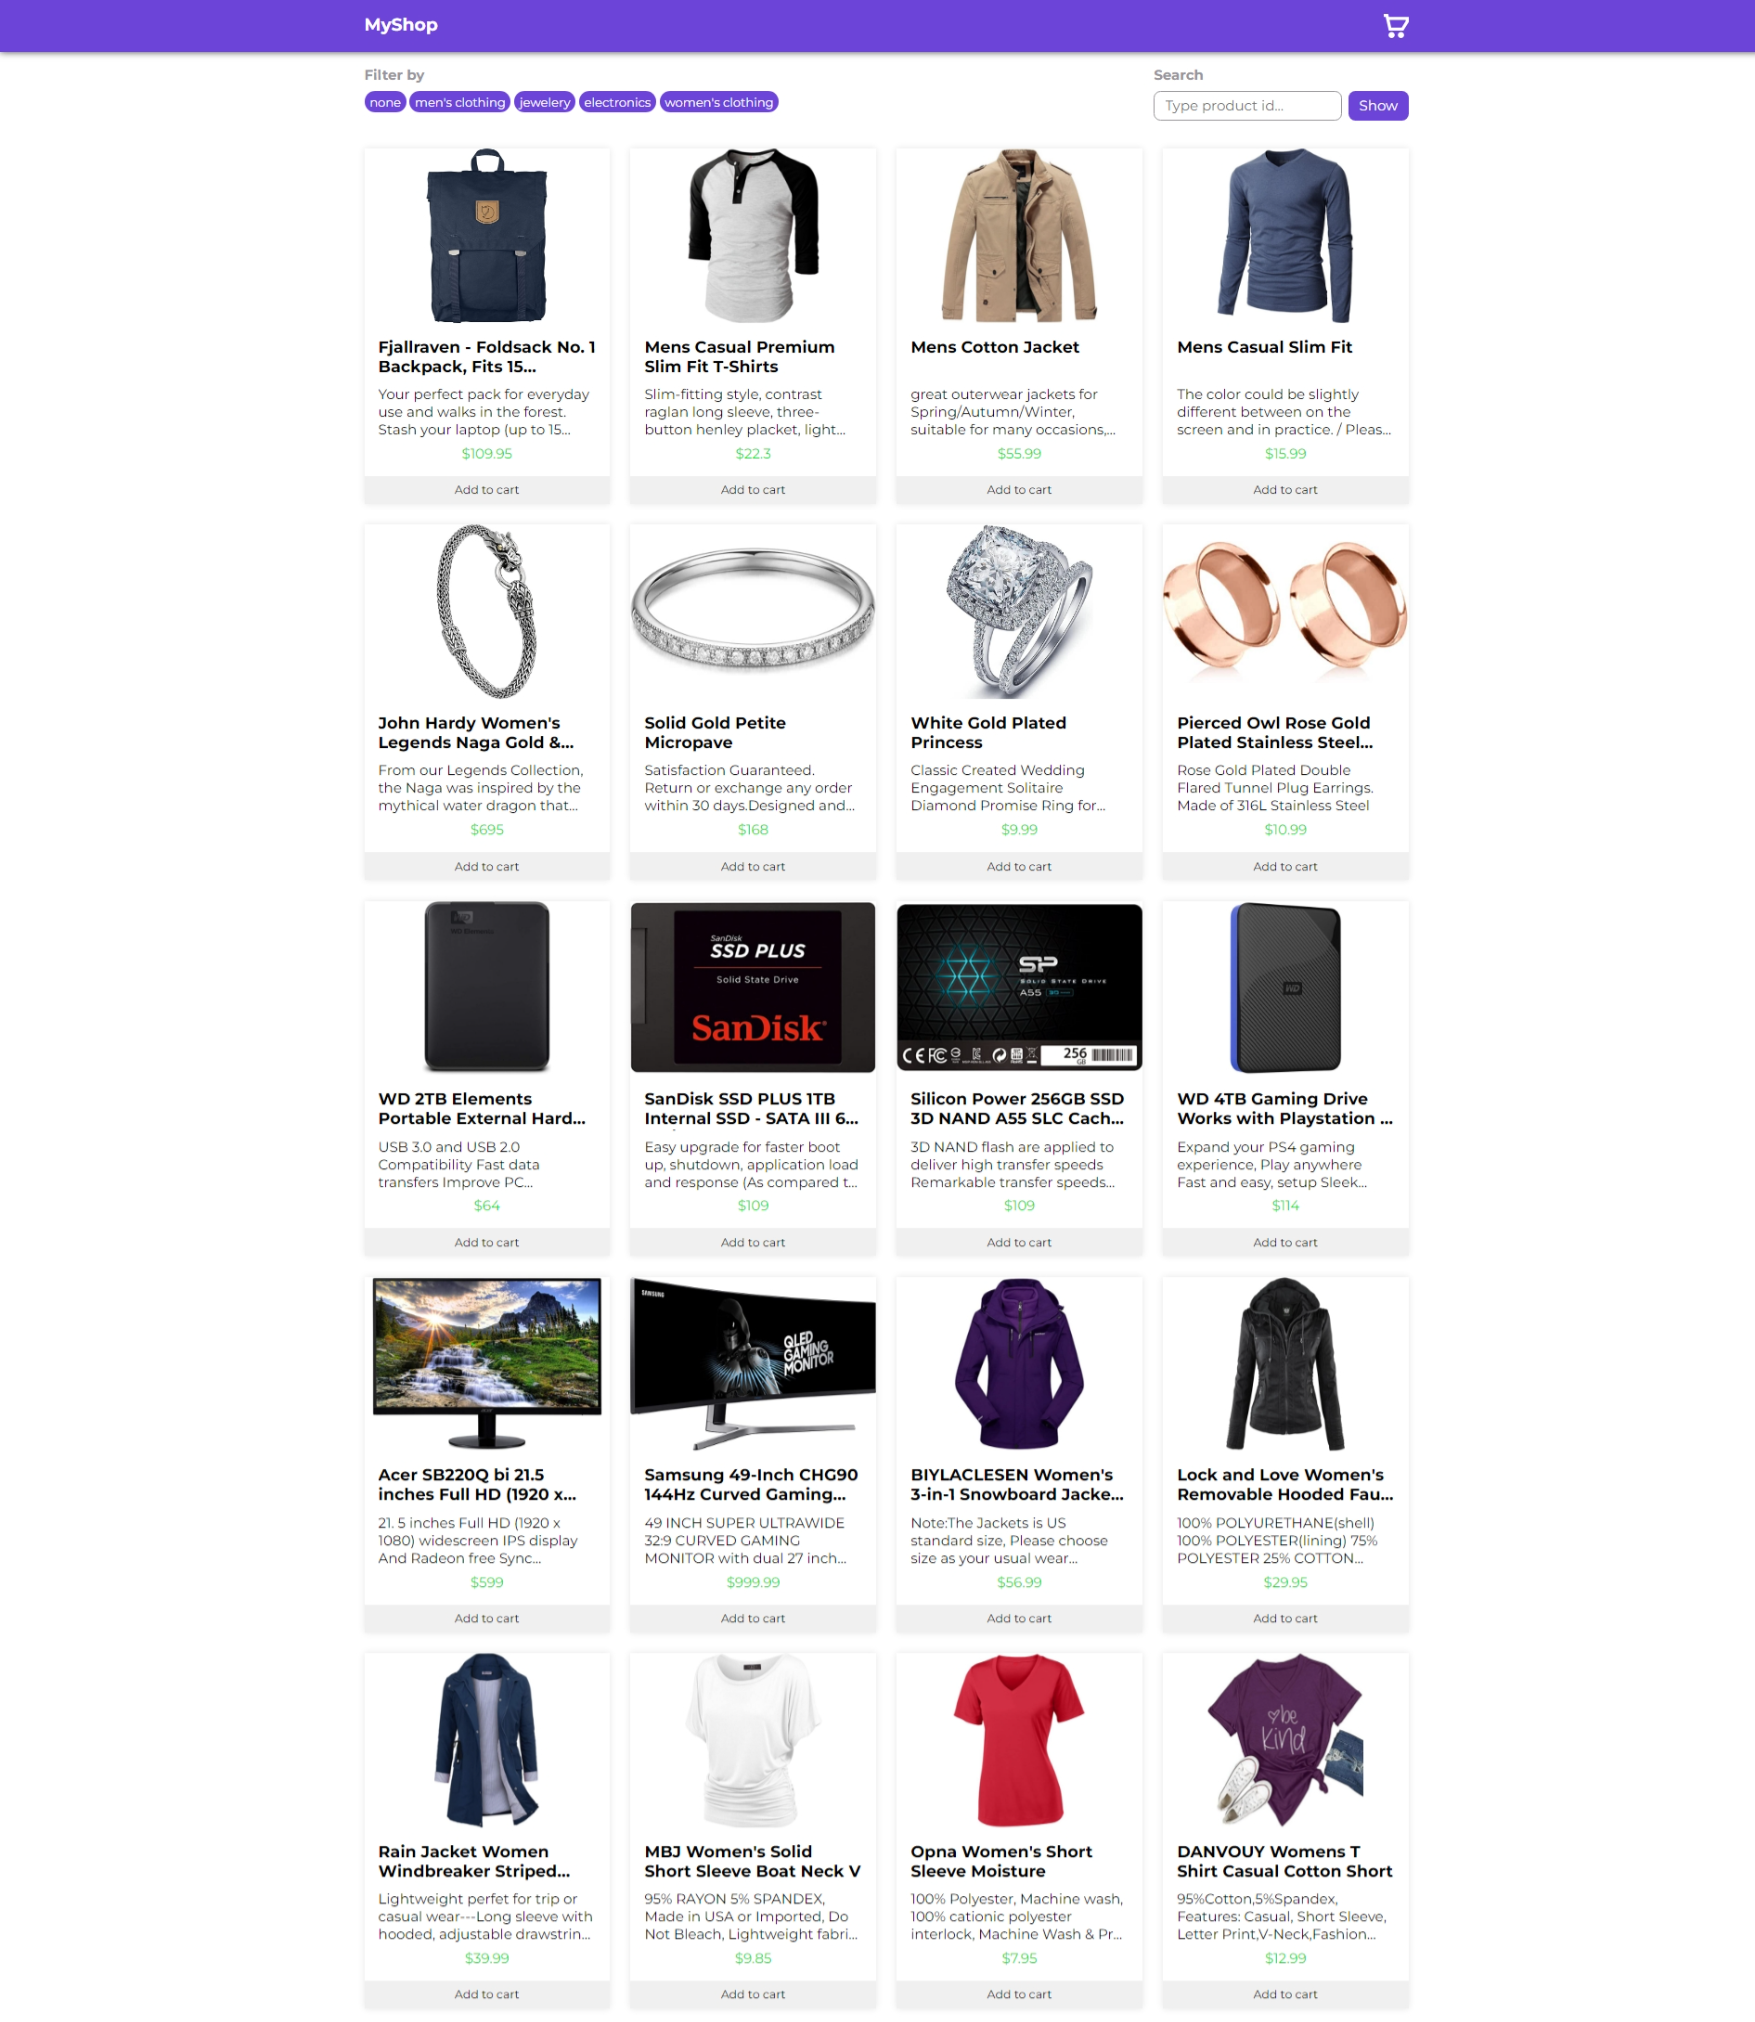 MyShop
Filter by
Search
none men's clothing jewelery electronics women's clothing
Type product id...
Show
Fjallraven - Foldsack No. 1
Backpack, Fits 15...
Your perfect pack for everyday
use and walks in the forest.
Stash your laptop (up to 15...
$109.95
Add to cart
Mens Casual Premium
Slim Fit T-Shirts
Slim-fitting style, contrast
raglan long sleeve, three-
button henley placket, light...
$22.3
Add to cart
Mens Cotton Jacket
great outerwear jackets for
Spring/Autumn/Winter,
suitable for many occasions,...
$55.99
Add to cart
Mens Casual Slim Fit
The color could be slightly
different between on the
screen and in practice. / Pleas...
$15.99
Add to cart
John Hardy Women's
Legends Naga Gold &...
From our Legends Collection,
the Naga was inspired by the
mythical water dragon that...
$695
Add to cart
Solid Gold Petite
Micropave
Satisfaction Guaranteed.
Return or exchange any order
within 30 days.Designed and...
$168
Add to cart
White Gold Plated
Princess
Classic Created Wedding
Engagement Solitaire
Diamond Promise Ring for...
$9.99
Add to cart
Pierced Owl Rose Gold
Plated Stainless Steel...
Rose Gold Plated Double
Flared Tunnel Plug Earrings.
Made of 316L Stainless Steel
$10.99
Add to cart
WD
WD Elements
WD 2TB Elements
Portable External Hard...
USB 3.0 and USB 2.0
Compatibility Fast data
transfers Improve PC...
$64
Add to cart
SanDisk
SSD PLUS
Solid State Drive
SanDisk
SanDisk SSD PLUS 1TB
Internal SSD - SATA III 6...
Easy upgrade for faster boot
up, shutdown, application load
and response (As compared t...
$109
Add to cart
SP
SOLID STATE DRIVE
A55
256
GB
Silicon Power 256GB SSD
3D NAND A55 SLC Cach...
3D NAND flash are applied to
deliver high transfer speeds
Remarkable transfer speeds...
$109
Add to cart
WD
WD 4TB Gaming Drive
Works with Playstation ...
Expand your PS4 gaming
experience, Play anywhere
Fast and easy, setup Sleek...
$114
Add to cart
acer
Acer SB220Q bi 21.5
inches Full HD (1920 x...
21. 5 inches Full HD (1920 x
1080) widescreen IPS display
And Radeon free Sync...
$599
Add to cart
SAMSUNG
QLED
GAMING
MONITOR
Samsung 49-Inch CHG90
144Hz Curved Gaming...
49 INCH SUPER ULTRAWIDE
32:9 CURVED GAMING
MONITOR with dual 27 inch...
$999.99
Add to cart
BIYLACLESEN Women's
3-in-1 Snowboard Jacke...
Note:The Jackets is US
standard size, Please choose
size as your usual wear...
$56.99
Add to cart
Lock and Love Women's
Removable Hooded Fau...
100% POLYURETHANE(shell)
100% POLYESTER(lining) 75%
POLYESTER 25% COTTON...
$29.95
Add to cart
Rain Jacket Women
Windbreaker Striped...
Lightweight perfet for trip or
casual wear---Long sleeve with
hooded, adjustable drawstrin...
$39.99
Add to cart
MBJ Women's Solid
Short Sleeve Boat Neck V
95% RAYON 5% SPANDEX,
Made in USA or Imported, Do
Not Bleach, Lightweight fabri...
$9.85
Add to cart
Opna Women's Short
Sleeve Moisture
100% Polyester, Machine wash,
100% cationic polyester
interlock, Machine Wash & Pr...
$7.95
Add to cart
be
kind
DANVOUY Womens T
Shirt Casual Cotton Short
95%Cotton,5%Spandex,
Features: Casual, Short Sleeve,
Letter Print,V-Neck,Fashion...
$12.99
Add to cart